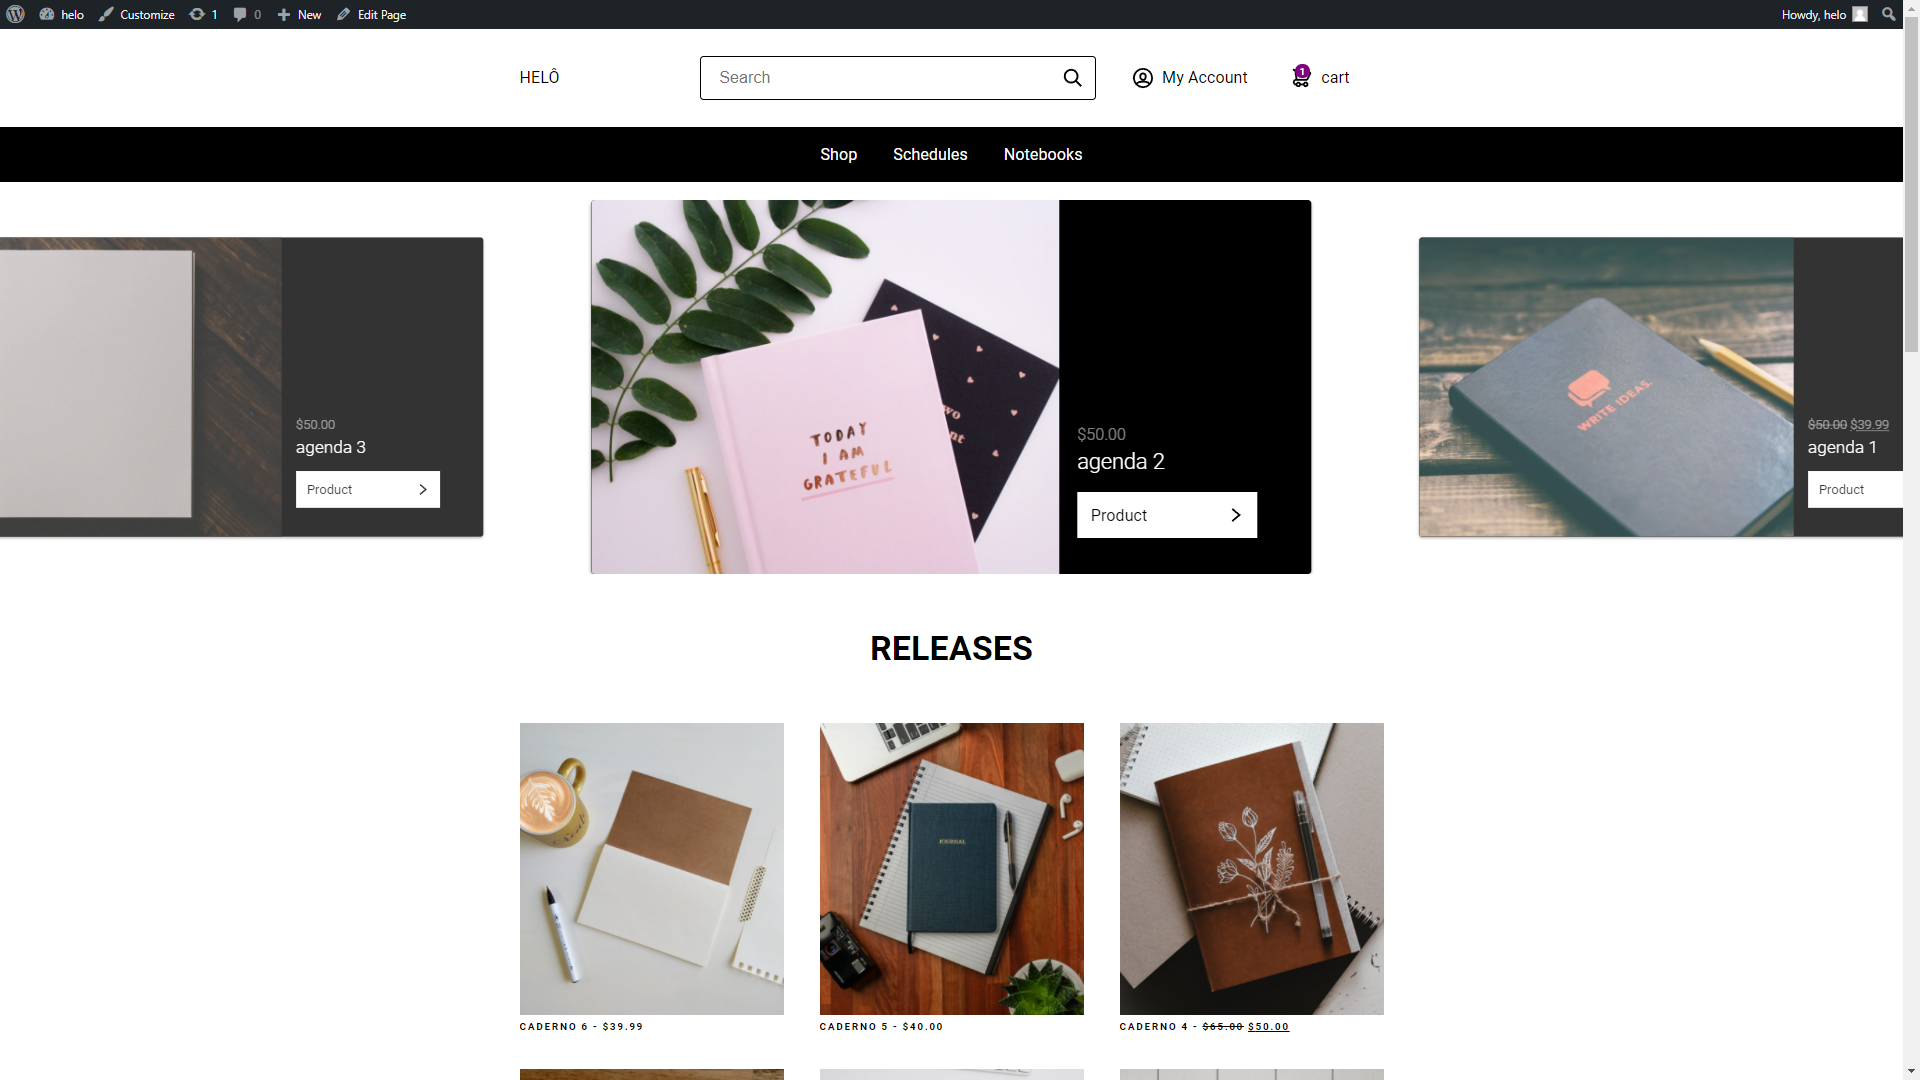 helo Customize 1 0 New Edit Page Howdy, helo
HELÔ Search My Account 1 cart
Shop Schedules Notebooks
$50.00
agenda 3
Product
TODAY
I AM
GRATEFUL
$50.00
agenda 2
Product
WRITE IDEAS.
$50.00 $39.99
agenda 1
Product
RELEASES
JOURNAL
CADERNO 6 - $39.99
CADERNO 5 - $40.00
CADERNO 4 - $65.00 $50.00